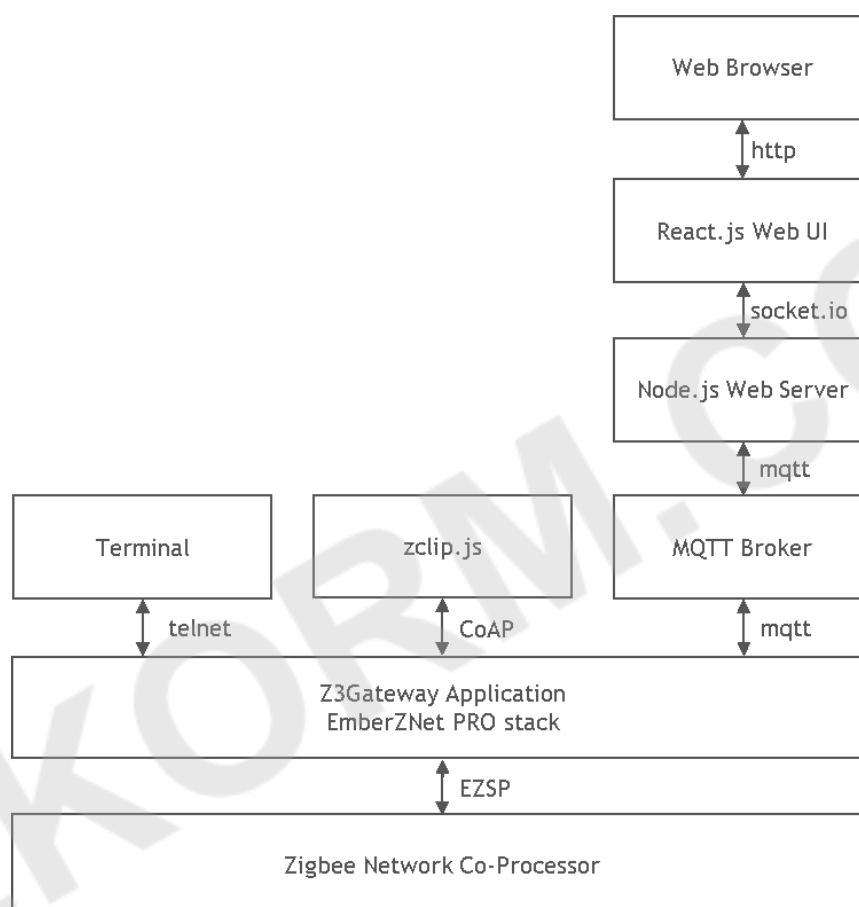 Web Browser
http
React.js Web UI
socket.io
Node.js Web Server
mqtt
Terminal
zclip.js
MQTT Broker
telnet
CoAP
mqtt
Z3Gateway Application
EmberZNet PRO stack
EZSP
Zigbee Network Co-Processor